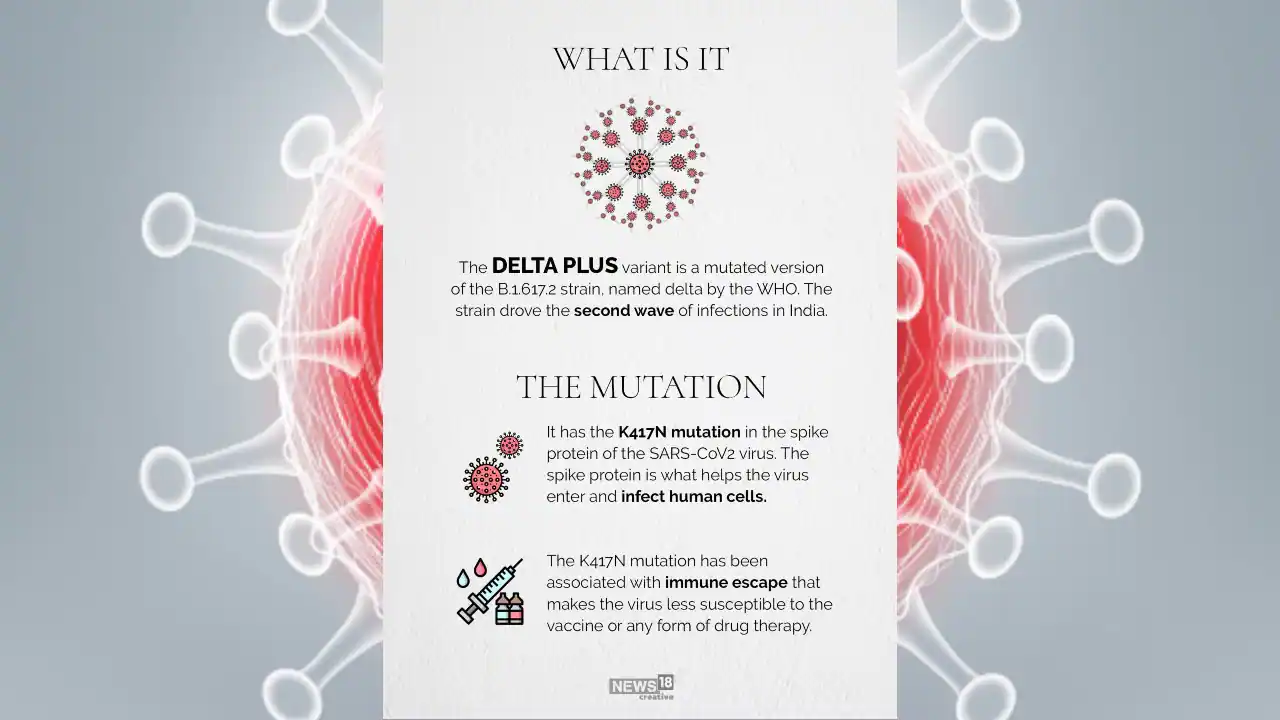 WHAT IS IT
The DELTA PLUS variant is a mutated version
of the B.1.617.2 strain, named delta by the WHO. The
strain drove the second wave of infections in India.
THE MUTATION
It has the K417N mutation in the spike
protein of the SARS-CoV2 virus. The
spike protein is what helps the virus
enter and infect human cells.
The K417N mutation has been
associated with immune escape that
makes the virus less susceptible to the
vaccine or any form of drug therapy.
NEWS18
creative